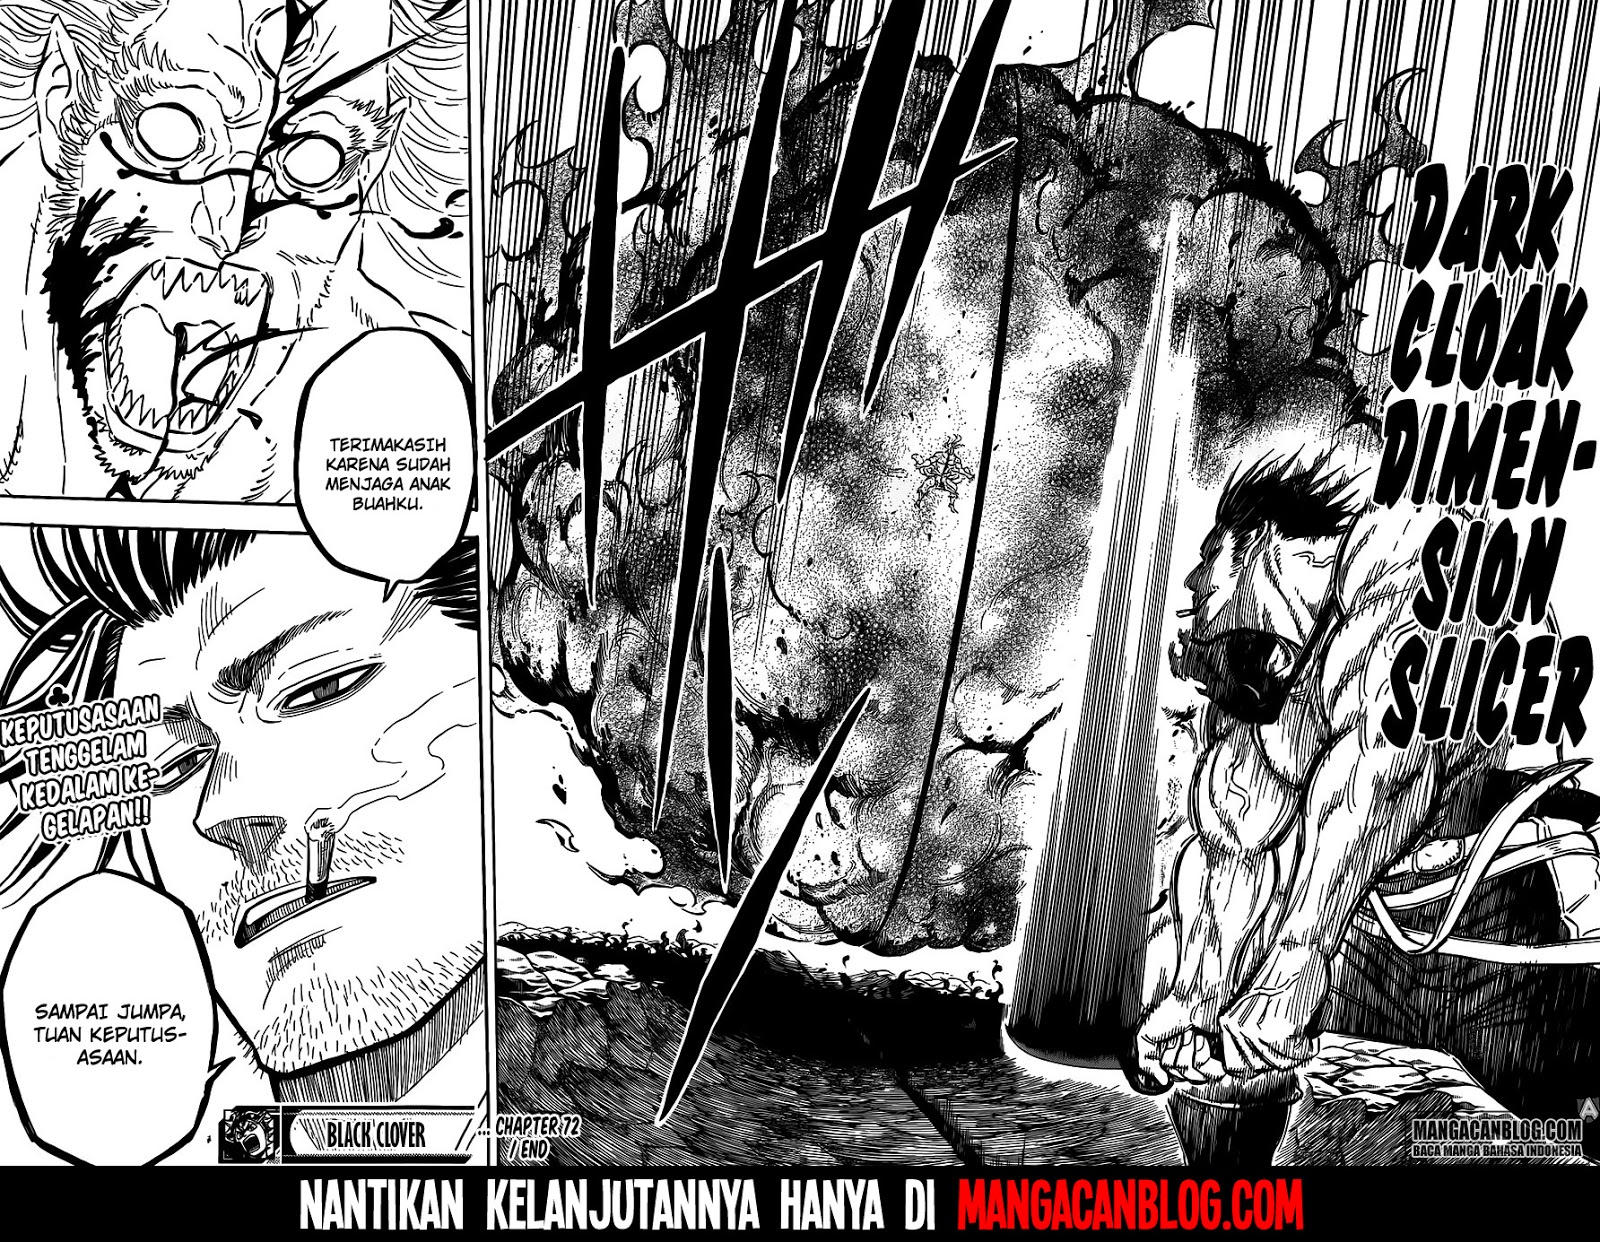 DARK
CLOAK
DIMEN-
SION
SLICER
TERIMAKASIH
KARENA SUDAH
MENJAGA ANAK
BUAHKU.
KEPUTUSASAAN
TENGGELAM
KEDALAM KE-
GELAPAN!!
SAMPAI JUMPA,
TUAN KEPUTUS-
ASAAN.
BLACK CLOVER
... CHAPTER 72
/ END
MANGACANBLOG.COM
BACA MANGA BAHASA INDONESIA
NANTIKAN KELANJUTANNYA HANYA DI MANGACANBLOG.COM